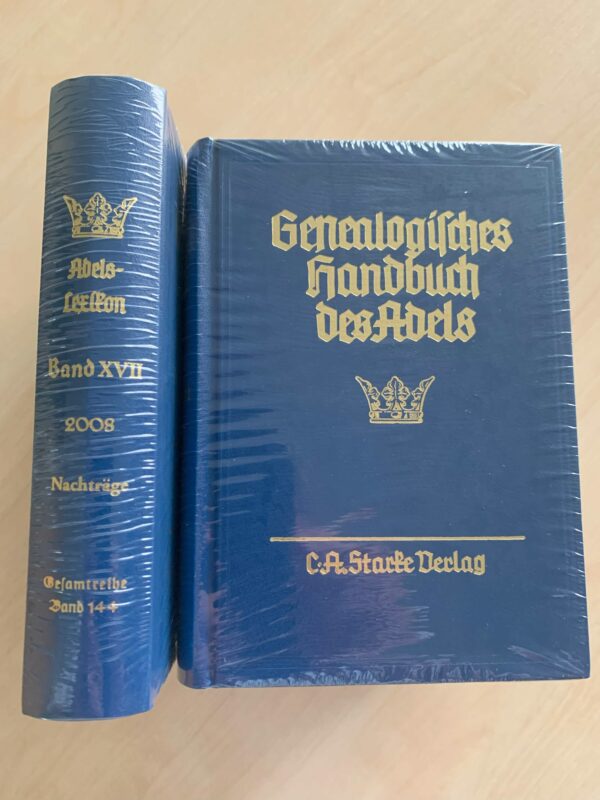 Adels-
Lexikon
Band XVII
2008
Nachträge
Gesamtreihe
Band 144
Genealogisches
Handbuch
des Adels
C. A. Starke Verlag